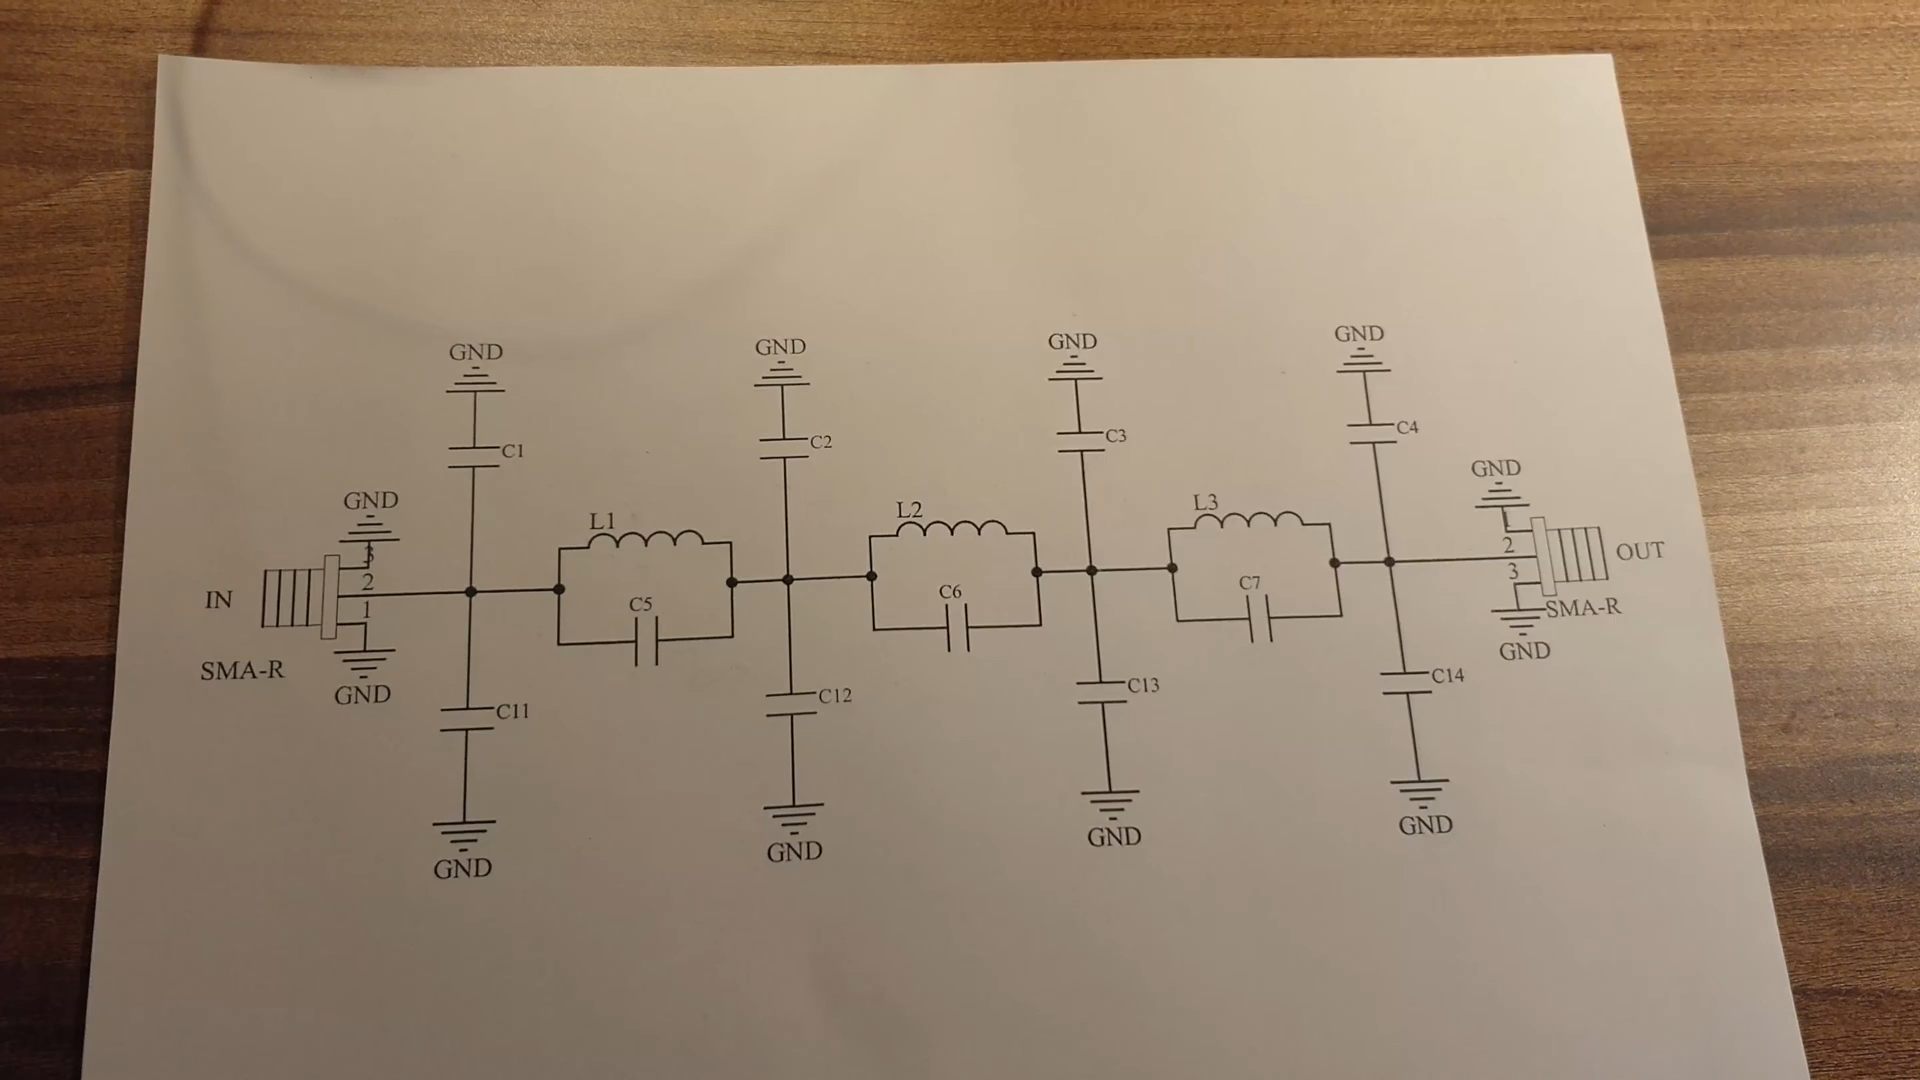 GND
GND
GND
GND
C1
C2
C3
C4
GND
GND
L1
L2
L3
3
2
1
IN
C5
C6
C7
1
2
3
OUT
SMA-R
SMA-R
GND
GND
C11
C12
C13
C14
GND
GND
GND
GND